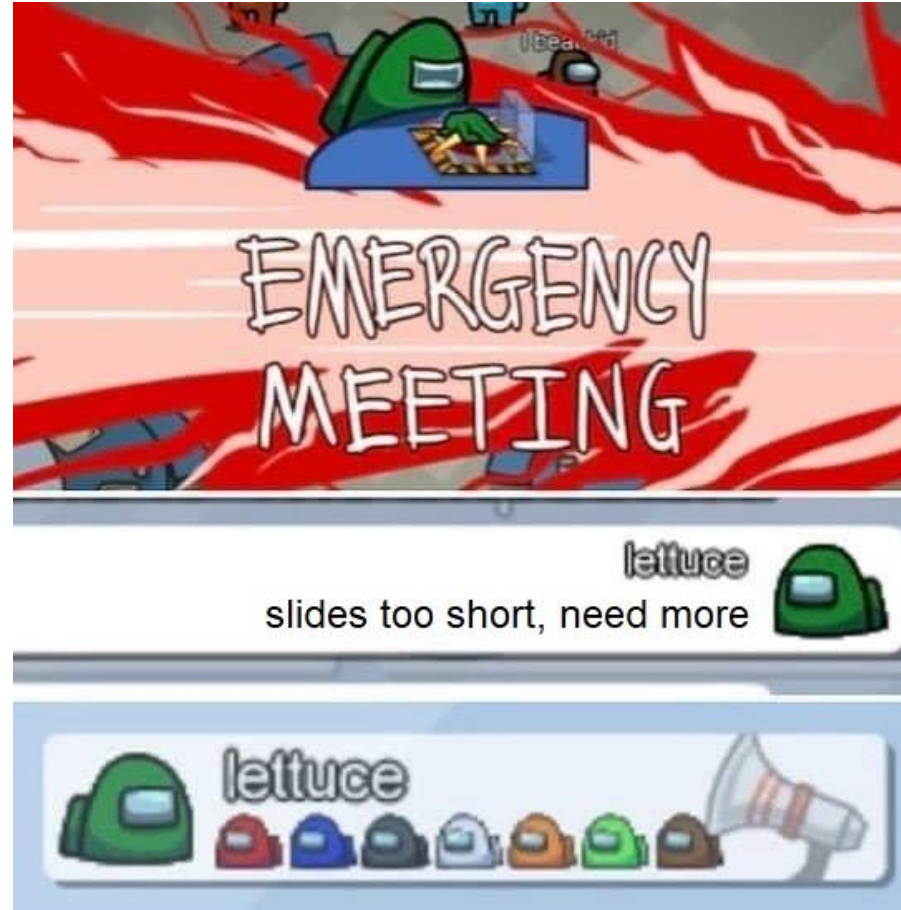 EMERGENCY
MEETING
lettuce
slides too short, need more
lettuce